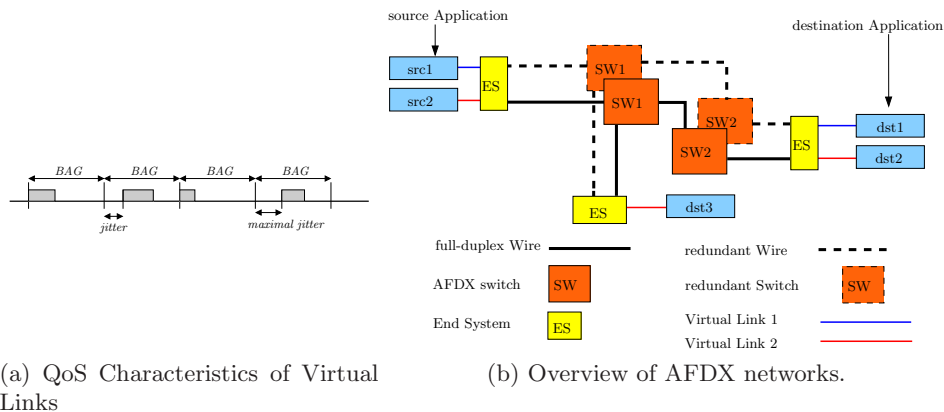 BAG
BAG
BAG
BAG
jitter
maximal jitter
(a) QoS Characteristics of Virtual
Links
source Application
destination Application
src1
src2
ES
SW1
SW1
SW2
SW2
ES
dst1
dst2
ES
dst3
full-duplex Wire
redundant Wire
AFDX switch
SW
redundant Switch
SW
End System
ES
Virtual Link 1
Virtual Link 2
(b) Overview of AFDX networks.